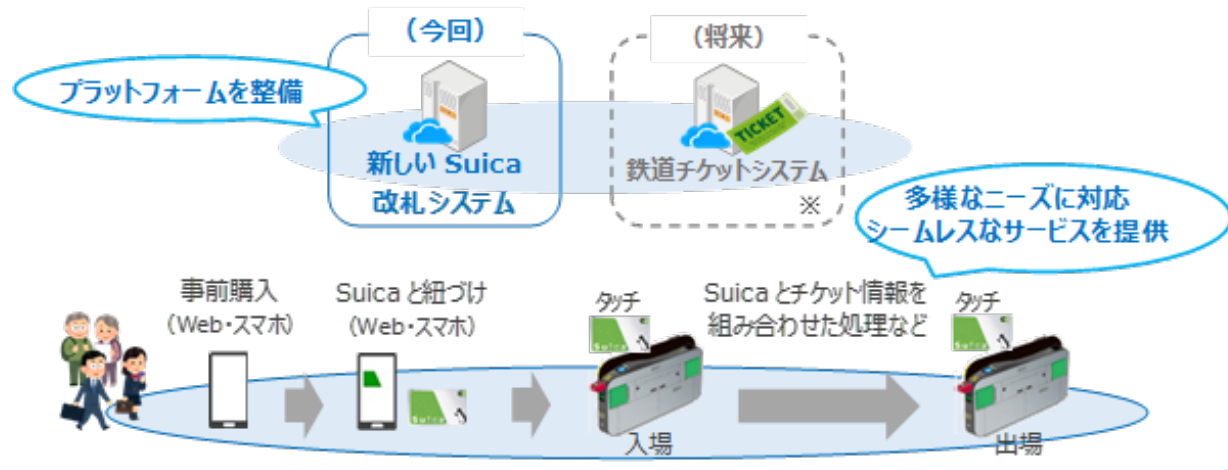 （今回）
（将来）
プラットフォームを整備
TICKET
新しい Suica
改札システム
鉄道チケットシステム
※
多様なニーズに対応
シームレスなサービスを提供
事前購入
（Web・スマホ）
Suica と紐づけ
（Web・スマホ）
タッチ
Suica とチケット情報を
組み合わせた処理など
タッチ
Suica
Suica
Suica
入場
出場